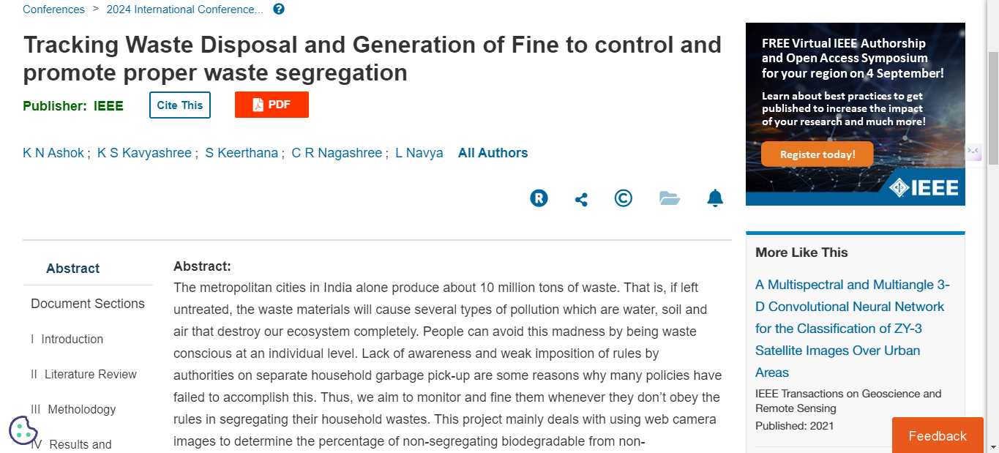 Conferences > 2024 International Conference... ?
Tracking Waste Disposal and Generation of Fine to control and
promote proper waste segregation
Publisher: IEEE
Cite This
PDF
K N Ashok ; K S Kavyashree ; S Keerthana ; C R Nagashree ; L Navya All Authors
R
©
Abstract
Document Sections
I Introduction
II Literature Review
III Metholodogy
IV Results and
Abstract:
The metropolitan cities in India alone produce about 10 million tons of waste. That is, if left
untreated, the waste materials will cause several types of pollution which are water, soil and
air that destroy our ecosystem completely. People can avoid this madness by being waste
conscious at an individual level. Lack of awareness and weak imposition of rules by
authorities on separate household garbage pick-up are some reasons why many policies have
failed to accomplish this. Thus, we aim to monitor and fine them whenever they don’t obey the
rules in segregating their household wastes. This project mainly deals with using web camera
images to determine the percentage of non-segregating biodegradable from non-
FREE Virtual IEEE Authorship
and Open Access Symposium
for your region on 4 September!
Learn about best practices to get
published to increase the impact
of your research and much more!
Register today!
IEEE
More Like This
A Multispectral and Multiangle 3-
D Convolutional Neural Network
for the Classification of ZY-3
Satellite Images Over Urban
Areas
IEEE Transactions on Geoscience and
Remote Sensing
Published: 2021
Feedback